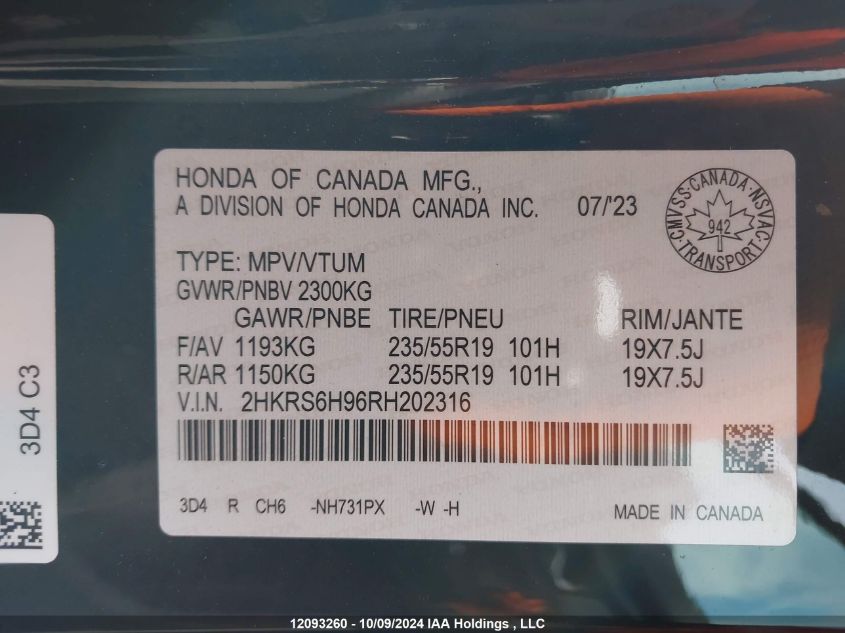 HONDA OF CANADA MFG.,
A DIVISION OF HONDA CANADA INC. 07/'23
CMVSS·CANADA·NSVAC·TRANSPORT
942
TYPE: MPV/VTUM
GVWR/PNBV 2300KG
GAWR/PNBE TIRE/PNEU RIM/JANTE
F/AV 1193KG 235/55R19 101H 19X7.5J
R/AR 1150KG 235/55R19 101H 19X7.5J
V.I.N. 2HKRS6H96RH202316
3D4 R CH6 -NH731PX -W -H
MADE IN CANADA
3D4 C3
12093260 - 10/09/2024 IAA Holdings , LLC